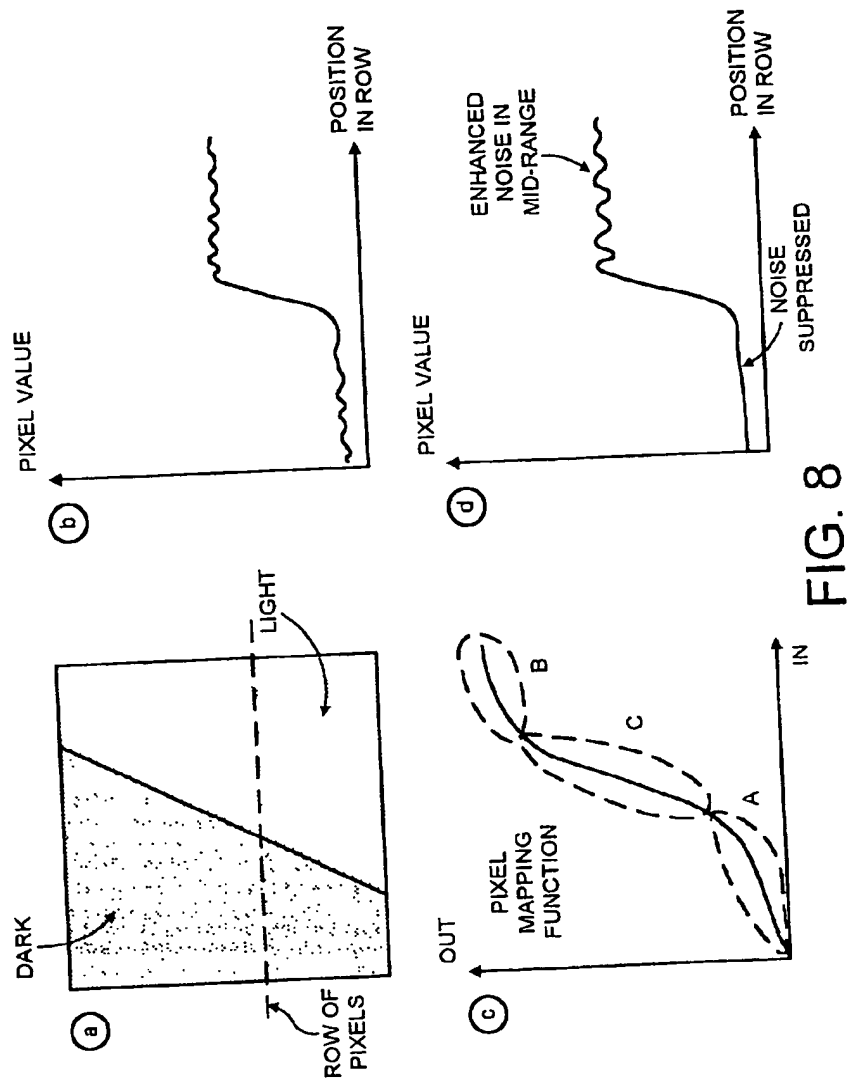 a
DARK
LIGHT
ROW OF
PIXELS
b
PIXEL VALUE
POSITION
IN ROW
c
OUT
PIXEL
MAPPING
FUNCTION
A
C
B
IN
d
PIXEL VALUE
ENHANCED
NOISE IN
MID-RANGE
NOISE
SUPPRESSED
POSITION
IN ROW
FIG. 8